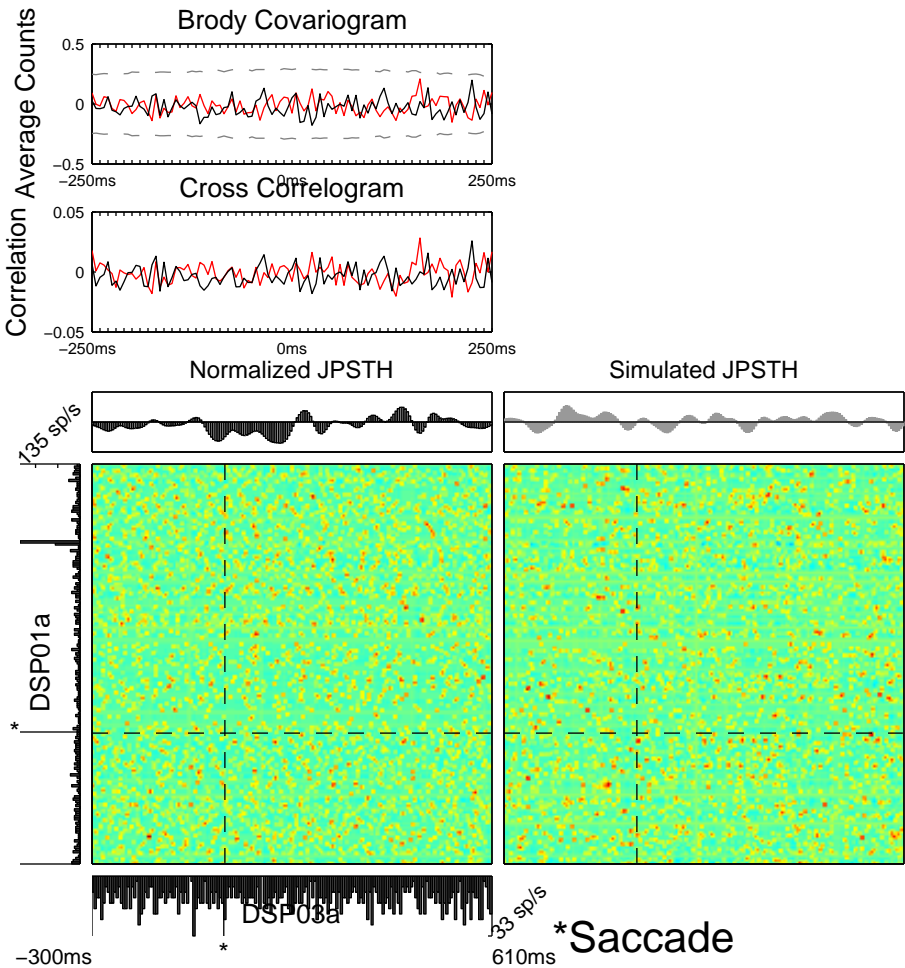 Brody Covariogram
Average Counts
0.5
0
−0.5
−250ms
0ms
250ms
Cross Correlogram
Correlation
0.05
0
−0.05
−250ms
0ms
250ms
Normalized JPSTH
Simulated JPSTH
135 sp/s
DSP01a
*
DSP03a
33 sp/s
*
*Saccade
−300ms
610ms